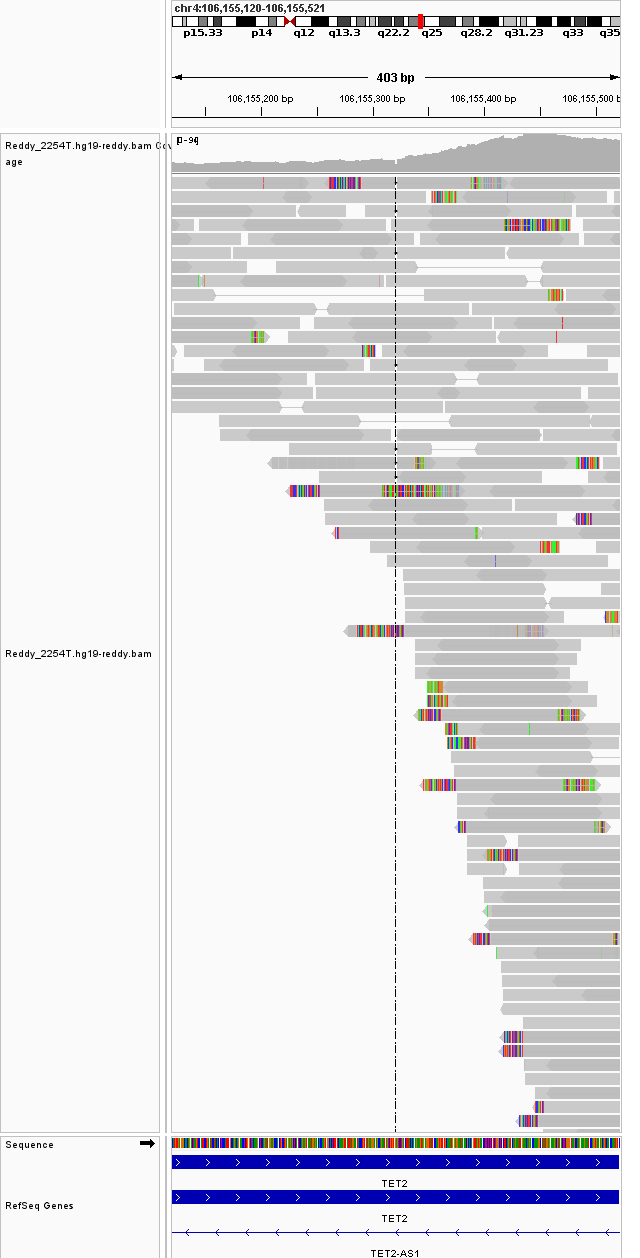 chr4:106,155,120-106,155,521
p15.33 p14 q12 q13.3 q22.2 q25 q28.2 q31.23 q33 q35
403 bp
106,155,200 bp 106,155,300 bp 106,155,400 bp 106,155,500 b
Reddy_2254T.hg19-reddy.bam Cov
age
[0-94]
Reddy_2254T.hg19-reddy.bam
Sequence
TET2
RefSeq Genes
TET2
TET2-AS1